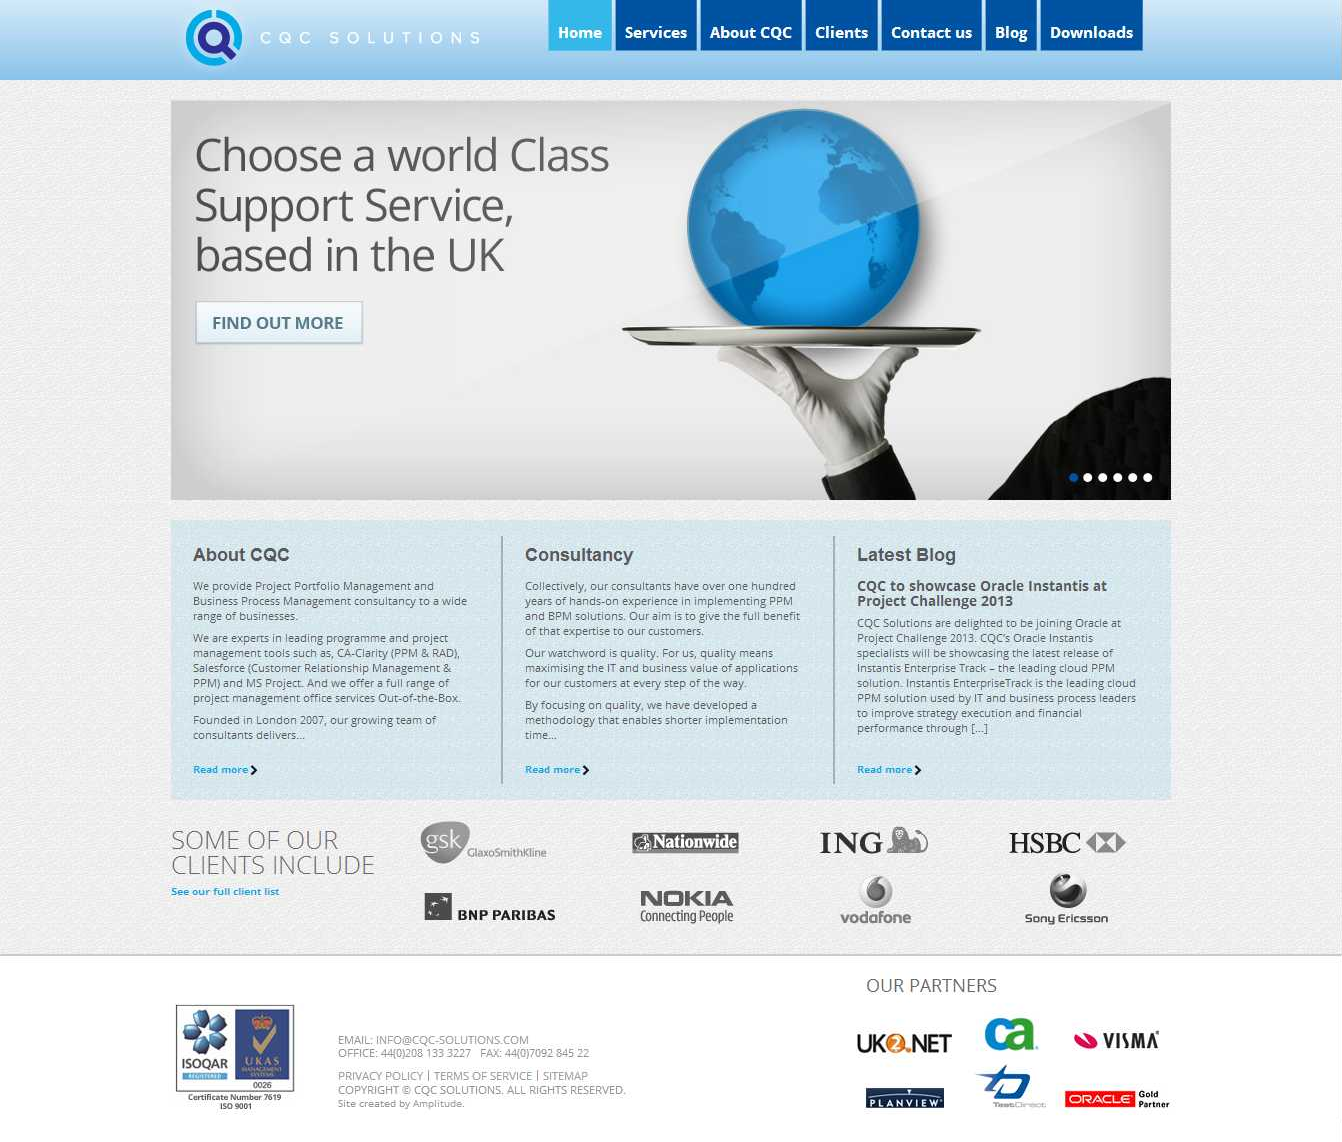 CQC SOLUTIONS
Home
Services
About CQC
Clients
Contact us
Blog
Downloads
Choose a world Class
Support Service,
based in the UK
FIND OUT MORE
About CQC
We provide Project Portfolio Management and
Business Process Management consultancy to a wide
range of businesses.
We are experts in leading programme and project
management tools such as, CA-Clarity (PPM & RAD),
Salesforce (Customer Relationship Management &
PPM) and MS Project. And we offer a full range of
project management office services Out-of-the-Box.
Founded in London 2007, our growing team of
consultants delivers...
Read more
Consultancy
Collectively, our consultants have over one hundred
years of hands-on experience in implementing PPM
and BPM solutions. Our aim is to give the full benefit
of that expertise to our customers.
Our watchword is quality. For us, quality means
maximising the IT and business value of applications
for our customers at every step of the way.
By focusing on quality, we have developed a
methodology that enables shorter implementation
time...
Read more
Latest Blog
CQC to showcase Oracle Instantis at
Project Challenge 2013
CQC Solutions are delighted to be joining Oracle at
Project Challenge 2013. CQC's Oracle Instantis
specialists will be showcasing the latest release of
Instantis Enterprise Track – the leading cloud PPM
solution. Instantis EnterpriseTrack is the leading cloud
PPM solution used by IT and business process leaders
to improve strategy execution and financial
performance through [...]
Read more
SOME OF OUR
CLIENTS INCLUDE
See our full client list
gsk GlaxoSmithKline
Nationwide
ING
HSBC
BNP PARIBAS
NOKIA
Connecting People
vodafone
Sony Ericsson
ISOQAR
REGISTERED
UKAS
MANAGEMENT
SYSTEMS
0026
Certificate Number 7619
ISO 9001
EMAIL: INFO@CQC-SOLUTIONS.COM
OFFICE: 44(0)208 133 3227 FAX: 44(0)7092 845 22
PRIVACY POLICY | TERMS OF SERVICE | SITEMAP
COPYRIGHT © CQC SOLUTIONS. ALL RIGHTS RESERVED.
Site created by Amplitude.
OUR PARTNERS
UK2.NET
ca
VISMA
PLANVIEW
TestDirect
ORACLE Gold
Partner